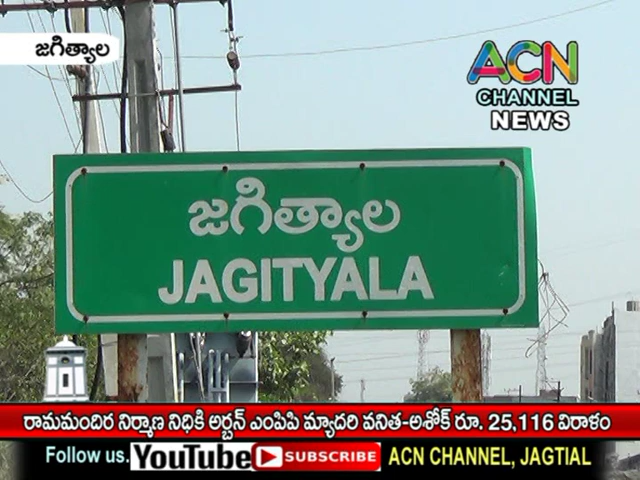 జగిత్యాల
ACN
CHANNEL
NEWS
జగిత్యాల
JAGITYALA
రామమందిర నిర్మాణ నిధికి అర్బన్ ఎంపిపి మ్యాదరి వనిత-అశోక్ రూ. 25,116 విరాళం
Follow us. YouTube SUBSCRIBE ACN CHANNEL, JAGTIAL